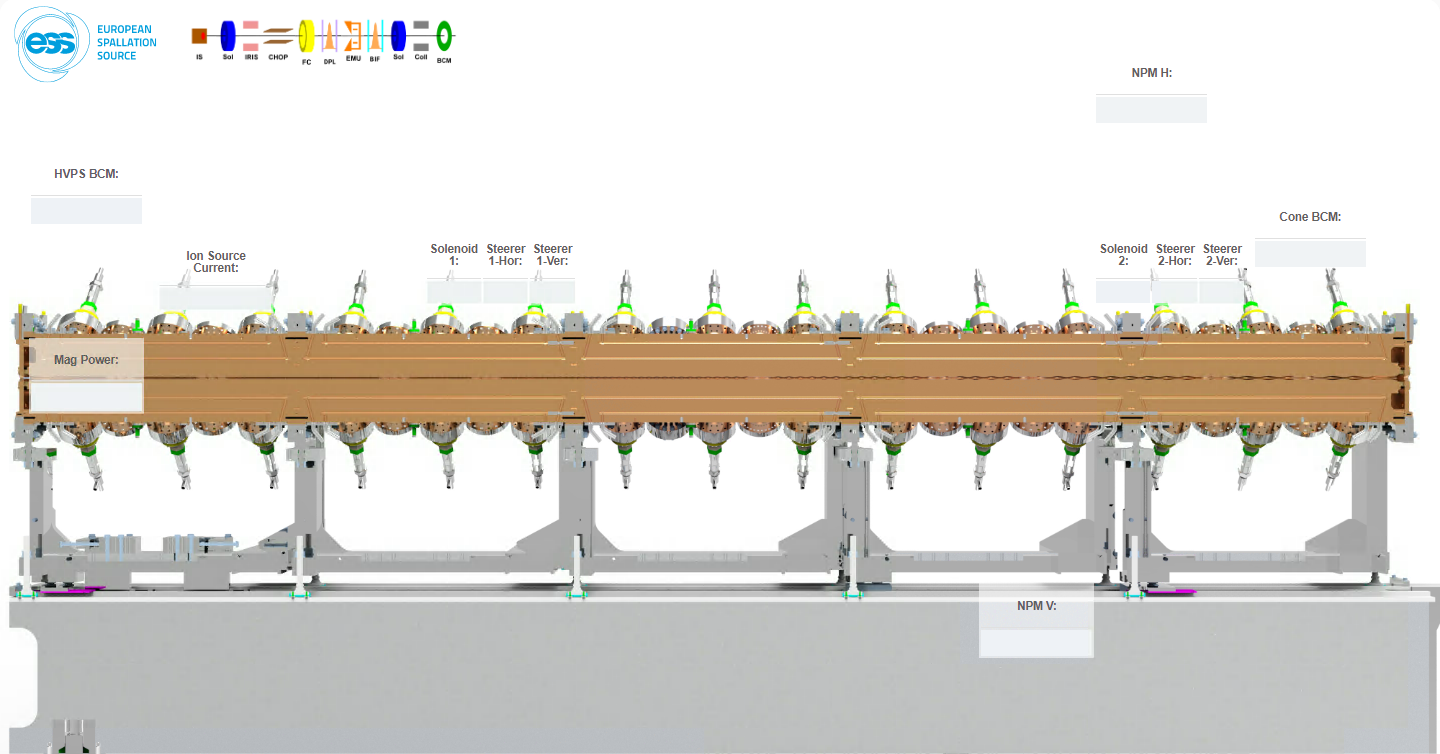 ess
EUROPEAN
SPALLATION
SOURCE
IS
Sol
IRIS
CHOP
FC
DPL
EMU
BIF
Sol
Coll
BCM
NPM H:
HVPS BCM:
Cone BCM:
Ion Source
Current:
Solenoid
1:
Steerer
1-Hor:
Steerer
1-Ver:
Solenoid
2:
Steerer
2-Hor:
Steerer
2-Ver:
Mag Power:
NPM V: